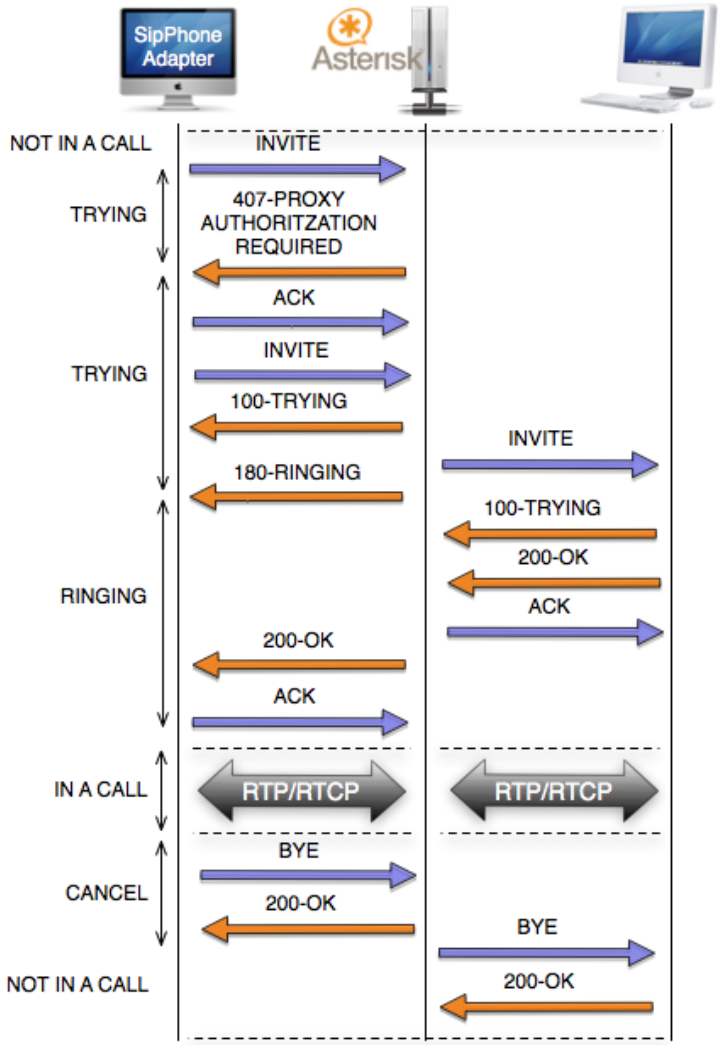 SipPhone
Adapter
Asterisk
NOT IN A CALL
INVITE
TRYING
407-PROXY
AUTHORITZATION
REQUIRED
ACK
INVITE
TRYING
100-TRYING
INVITE
180-RINGING
100-TRYING
200-OK
RINGING
ACK
200-OK
ACK
IN A CALL
RTP/RTCP
RTP/RTCP
BYE
CANCEL
200-OK
BYE
NOT IN A CALL
200-OK